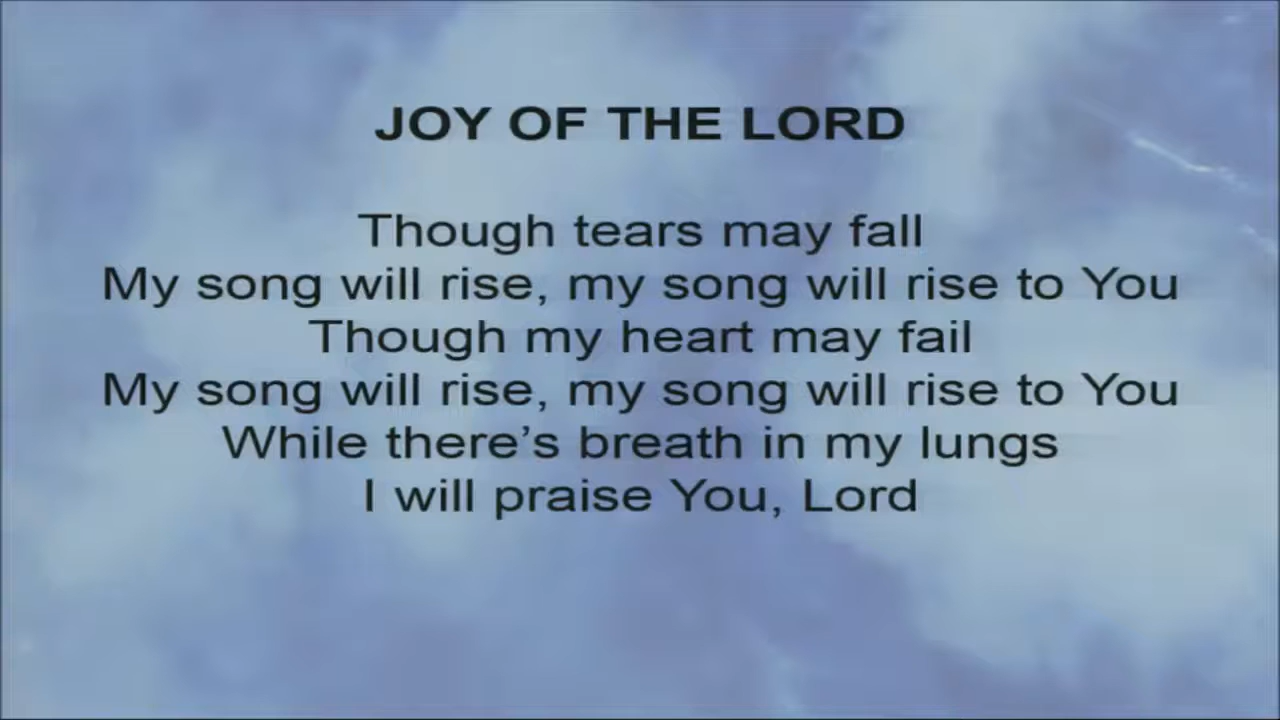 JOY OF THE LORD
Though tears may fall
My song will rise, my song will rise to You
Though my heart may fail
My song will rise, my song will rise to You
While there’s breath in my lungs
I will praise You, Lord